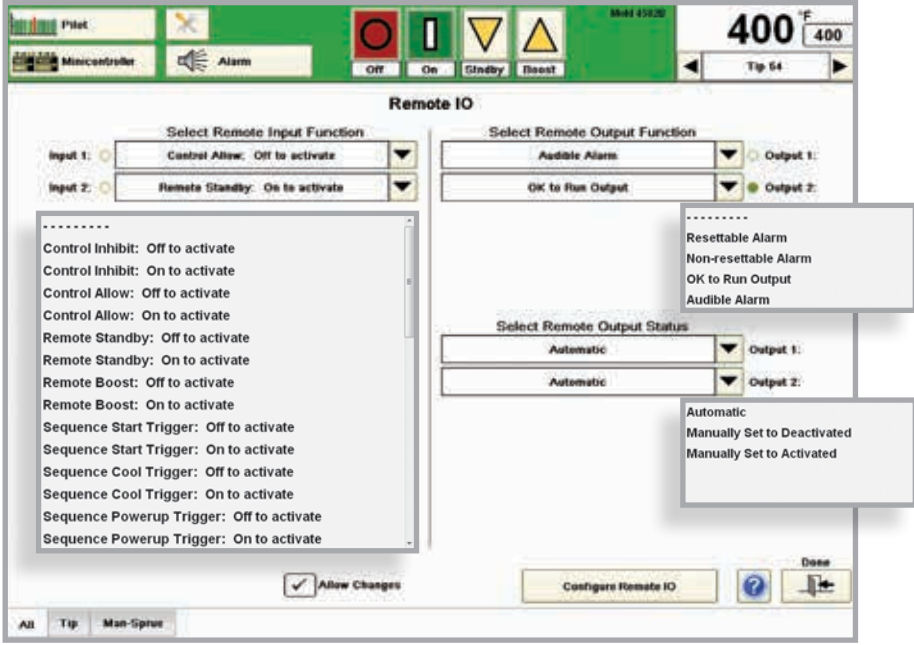 Pilot
Minicontroller
Alarm
Off
On
Stndby
Boost
Mold 4582D
400 °F
400
Tip 64
Remote IO
Select Remote Input Function
Input 1:
Control Allow: Off to activate
Input 2:
Remote Standby: On to activate
---------
Control Inhibit: Off to activate
Control Inhibit: On to activate
Control Allow: Off to activate
Control Allow: On to activate
Remote Standby: Off to activate
Remote Standby: On to activate
Remote Boost: Off to activate
Remote Boost: On to activate
Sequence Start Trigger: Off to activate
Sequence Start Trigger: On to activate
Sequence Cool Trigger: Off to activate
Sequence Cool Trigger: On to activate
Sequence Powerup Trigger: Off to activate
Sequence Powerup Trigger: On to activate
Select Remote Output Function
Audible Alarm
Output 1:
OK to Run Output
Output 2:
---------
Resettable Alarm
Non-resettable Alarm
OK to Run Output
Audible Alarm
Select Remote Output Status
Automatic
Output 1:
Automatic
Output 2:
Automatic
Manually Set to Deactivated
Manually Set to Activated
Allow Changes
Configure Remote IO
?
Done
All
Tip
Man-Sprue